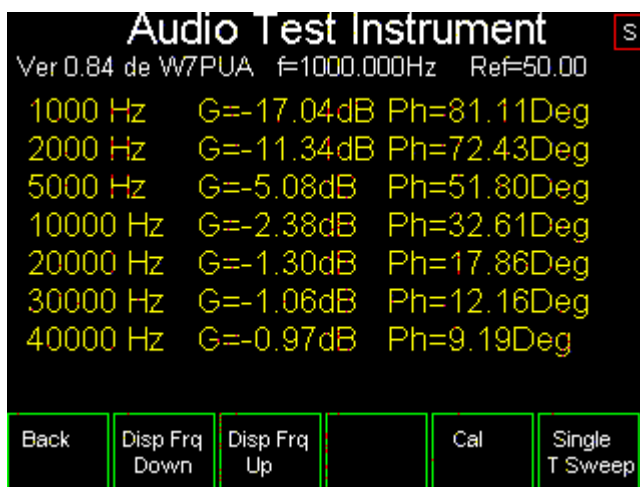 Audio Test Instrument S
Ver 0.84 de W7PUA f=1000.000Hz Ref=50.00
1000 Hz G=-17.04dB Ph=81.11Deg
2000 Hz G=-11.34dB Ph=72.43Deg
5000 Hz G=-5.08dB Ph=51.80Deg
10000 Hz G=-2.38dB Ph=32.61Deg
20000 Hz G=-1.30dB Ph=17.86Deg
30000 Hz G=-1.06dB Ph=12.16Deg
40000 Hz G=-0.97dB Ph=9.19Deg
Back Disp Frq Disp Frq Cal Single
Down Up T Sweep